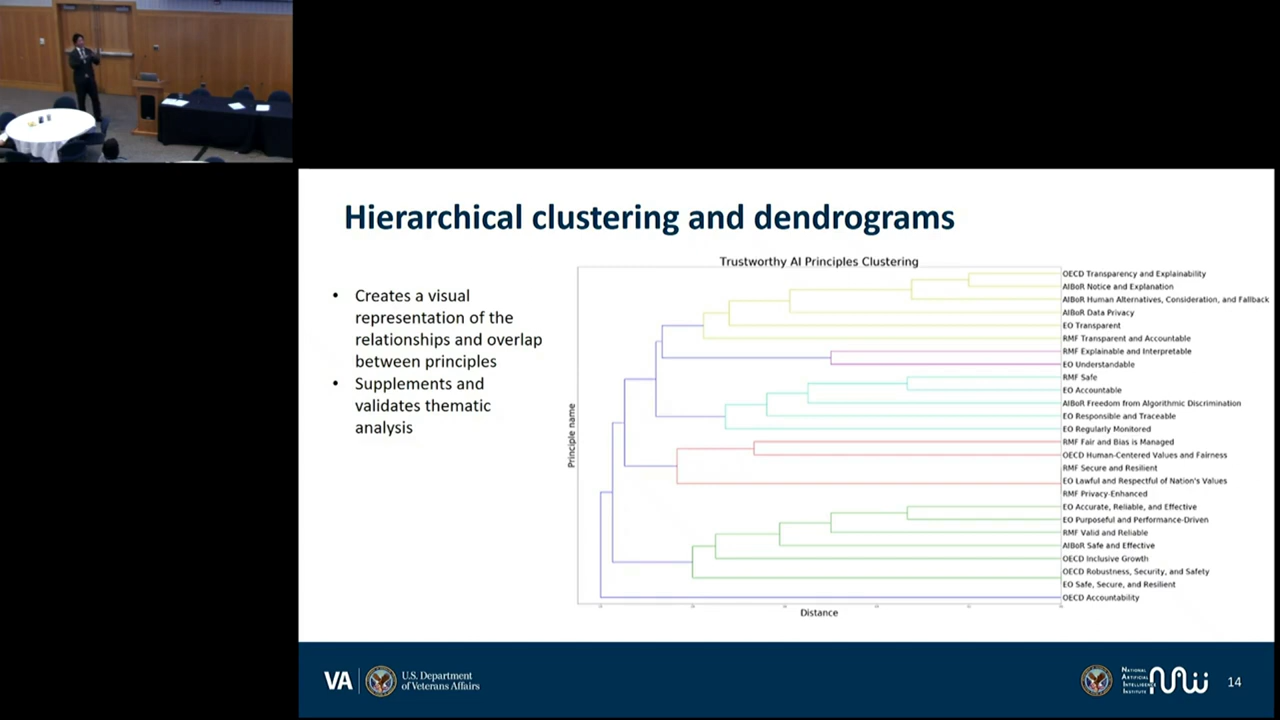 Hierarchical clustering and dendrograms
• Creates a visual
representation of the
relationships and overlap
between principles
• Supplements and
validates thematic
analysis
Trustworthy AI Principles Clustering
Principle name
OECD Transparency and Explainability
AIBoR Notice and Explanation
AIBoR Human Alternatives, Consideration, and Fallback
AIBoR Data Privacy
EO Transparent
RMF Transparent and Accountable
RMF Explainable and Interpretable
EO Understandable
RMF Safe
EO Accountable
AIBoR Freedom from Algorithmic Discrimination
EO Responsible and Traceable
EO Regularly Monitored
RMF Fair and Bias is Managed
OECD Human-Centered Values and Fairness
RMF Secure and Resilient
EO Lawful and Respectful of Nation's Values
RMF Privacy-Enhanced
EO Accurate, Reliable, and Effective
EO Purposeful and Performance-Driven
RMF Valid and Reliable
AIBoR Safe and Effective
OECD Inclusive Growth
OECD Robustness, Security, and Safety
EO Safe, Secure, and Resilient
OECD Accountability
Distance
VA
U.S. Department
of Veterans Affairs
National
Artificial
Intelligence
Institute
14